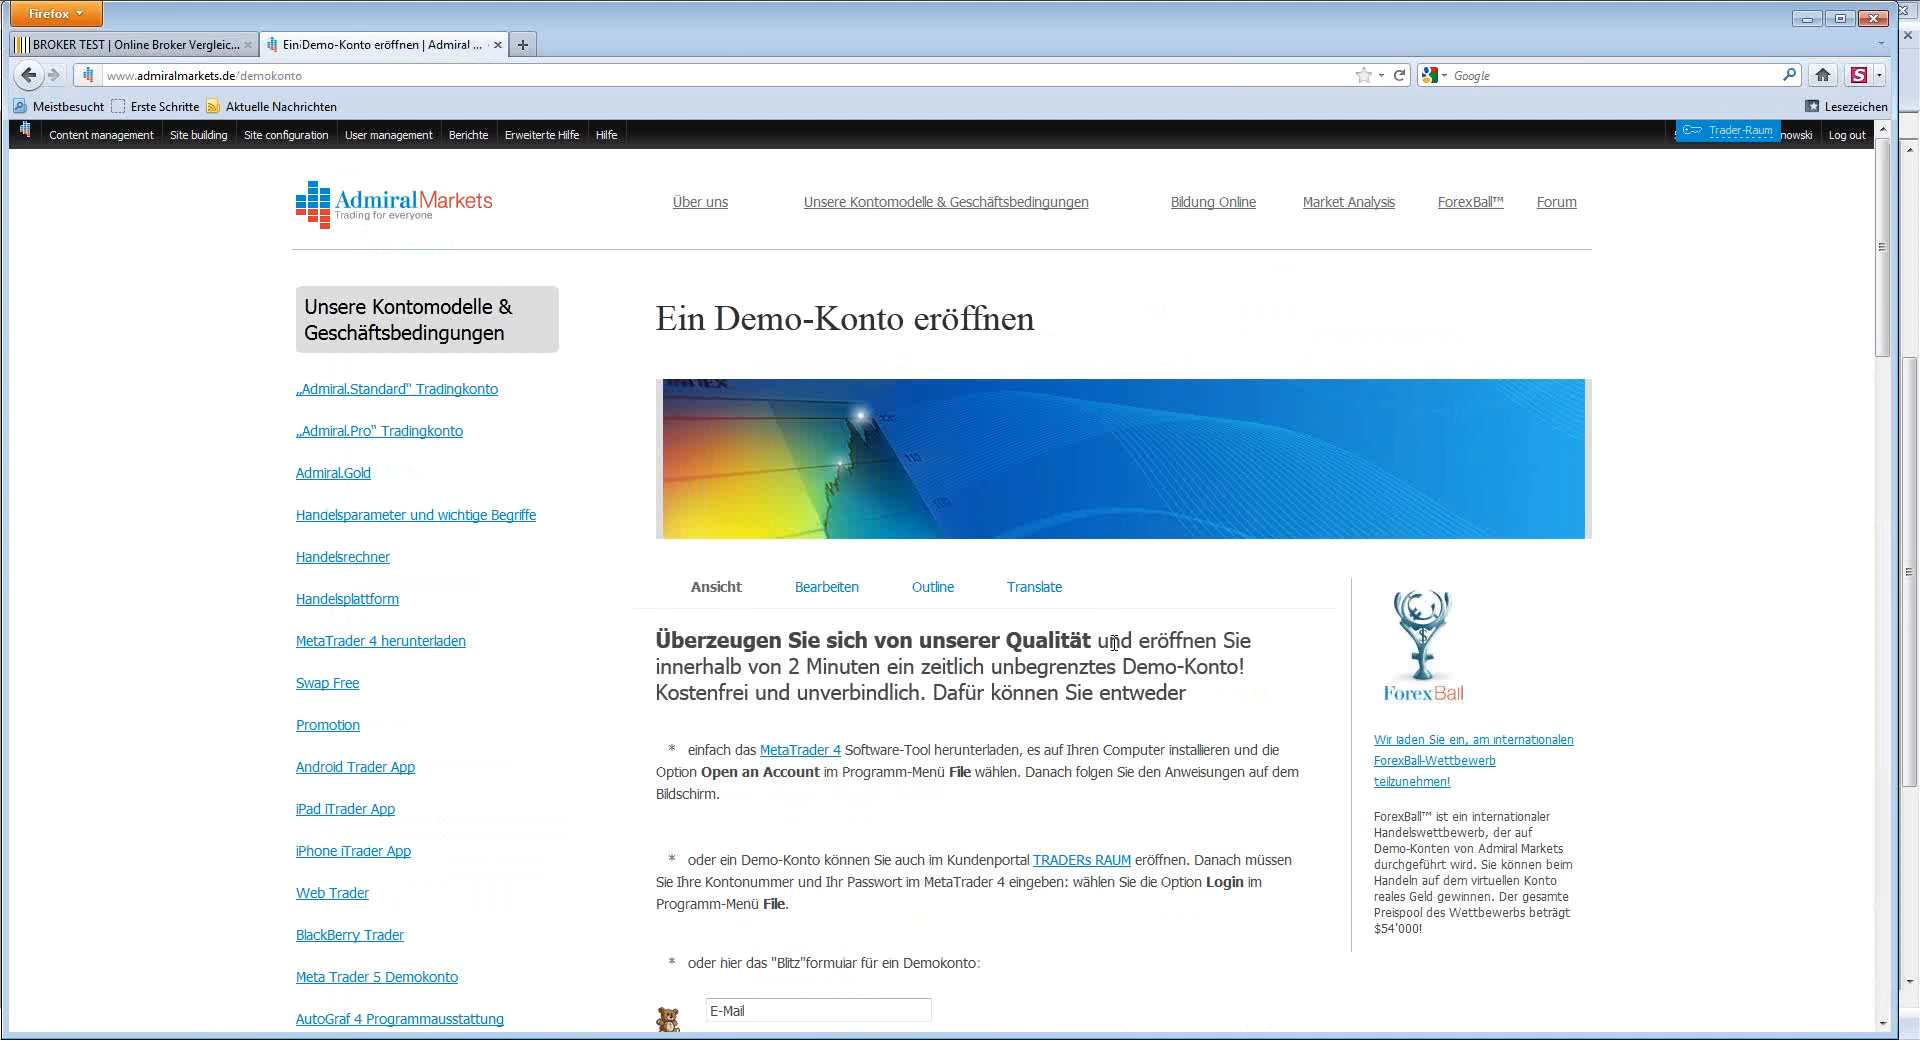 Firefox
BROKER TEST | Online Broker Vergleic...
Ein Demo-Konto eröffnen | Admiral ...
www.admiralmarkets.de/demokonto
Google
Meistbesucht
Erste Schritte
Aktuelle Nachrichten
Lesezeichen
Content management
Site building
Site configuration
User management
Berichte
Erweiterte Hilfe
Hilfe
Trader-Raum
nowski
Log out
AdmiralMarkets
Trading for everyone
Über uns
Unsere Kontomodelle & Geschäftsbedingungen
Bildung Online
Market Analysis
ForexBall™
Forum
Unsere Kontomodelle &
Geschäftsbedingungen
„Admiral.Standard“ Tradingkonto
„Admiral.Pro“ Tradingkonto
Admiral.Gold
Handelsparameter und wichtige Begriffe
Handelsrechner
Handelsplattform
MetaTrader 4 herunterladen
Swap Free
Promotion
Android Trader App
iPad iTrader App
iPhone iTrader App
Web Trader
BlackBerry Trader
Meta Trader 5 Demokonto
AutoGraf 4 Programmausstattung
Ein Demo-Konto eröffnen
110
Ansicht
Bearbeiten
Outline
Translate
Überzeugen Sie sich von unserer Qualität und eröffnen Sie
innerhalb von 2 Minuten ein zeitlich unbegrenztes Demo-Konto!
Kostenfrei und unverbindlich. Dafür können Sie entweder
* einfach das MetaTrader 4 Software-Tool herunterladen, es auf Ihren Computer installieren und die
Option Open an Account im Programm-Menü File wählen. Danach folgen Sie den Anweisungen auf dem
Bildschirm.
* oder ein Demo-Konto können Sie auch im Kundenportal TRADERs RAUM eröffnen. Danach müssen
Sie Ihre Kontonummer und Ihr Passwort im MetaTrader 4 eingeben: wählen Sie die Option Login im
Programm-Menü File.
* oder hier das "Blitz"formular für ein Demokonto:
E-Mail
ForexBall
Wir laden Sie ein, am internationalen
ForexBall-Wettbewerb
teilzunehmen!
ForexBall™ ist ein internationaler
Handelswettbewerb, der auf
Demo-Konten von Admiral Markets
durchgeführt wird. Sie können beim
Handeln auf dem virtuellen Konto
reales Geld gewinnen. Der gesamte
Preispool des Wettbewerbs beträgt
$54'000!